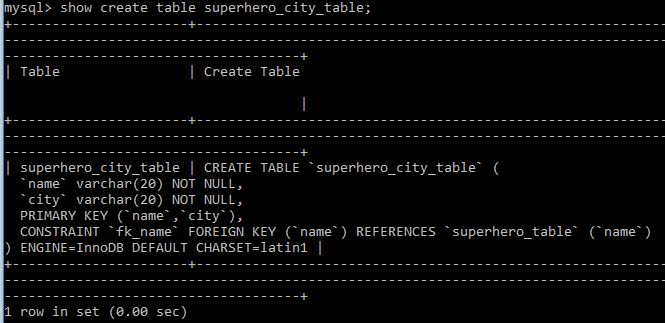 mysql> show create table superhero_city_table;
+----------------------+---------------------------------------------------------
---------------------------------------------------------------------------------
------------------------------------+
| Table                | Create Table
                                    |
+----------------------+---------------------------------------------------------
---------------------------------------------------------------------------------
------------------------------------+
| superhero_city_table | CREATE TABLE `superhero_city_table` (
  `name` varchar(20) NOT NULL,
  `city` varchar(20) NOT NULL,
  PRIMARY KEY (`name`,`city`),
  CONSTRAINT `fk_name` FOREIGN KEY (`name`) REFERENCES `superhero_table` (`name`)
) ENGINE=InnoDB DEFAULT CHARSET=latin1 |
+----------------------+---------------------------------------------------------
---------------------------------------------------------------------------------
------------------------------------+
1 row in set (0.00 sec)